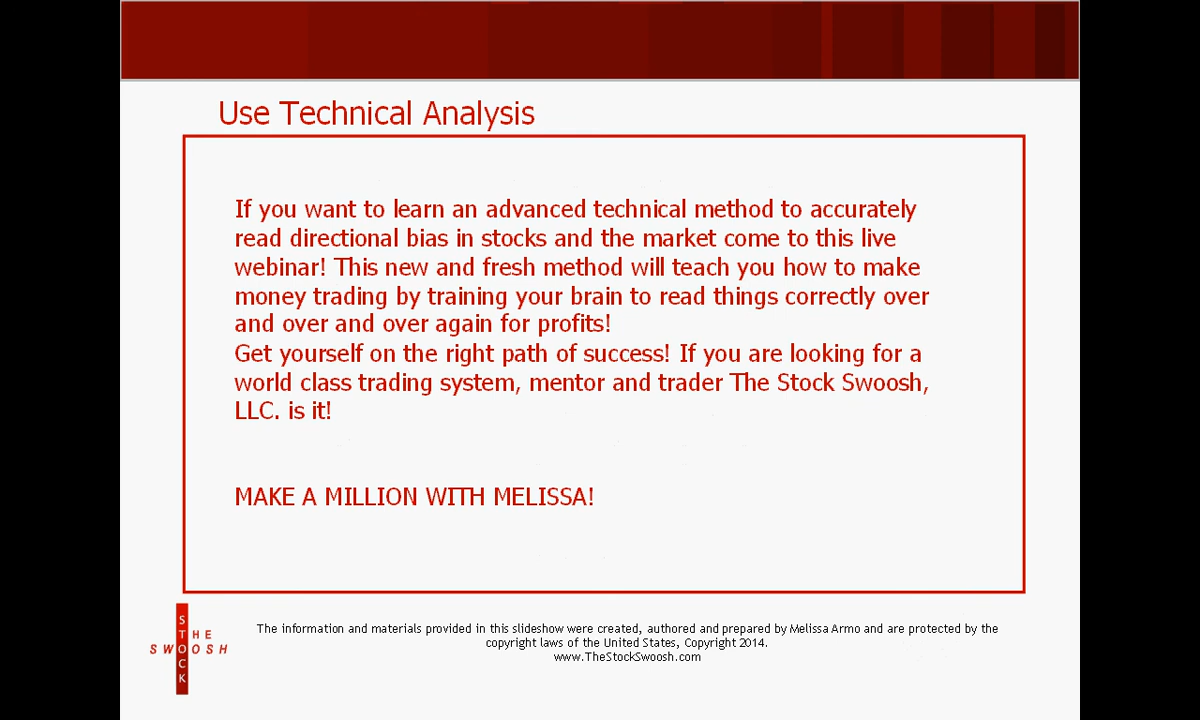 Use Technical Analysis
If you want to learn an advanced technical method to accurately
read directional bias in stocks and the market come to this live
webinar! This new and fresh method will teach you how to make
money trading by training your brain to read things correctly over
and over and over again for profits!
Get yourself on the right path of success! If you are looking for a
world class trading system, mentor and trader The Stock Swoosh,
LLC. is it!
MAKE A MILLION WITH MELISSA!
THE
STOCK
SWOOSH
The information and materials provided in this slideshow were created, authored and prepared by Melissa Armo and are protected by the
copyright laws of the United States, Copyright 2014.
www.TheStockSwoosh.com